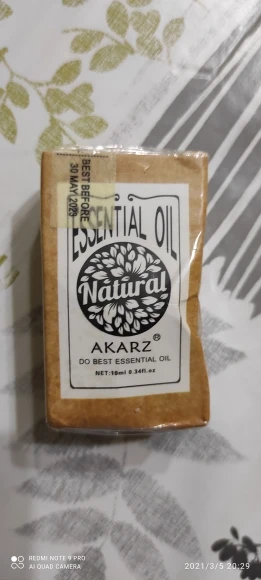 BEST BEFORE
30 MAY 2023
ESSENTIAL OIL
Natural
AKARZ®
DO BEST ESSENTIAL OIL
NET:10ml 0.34fl.oz
REDMI NOTE 9 PRO
AI QUAD CAMERA
2021/3/5 20:29